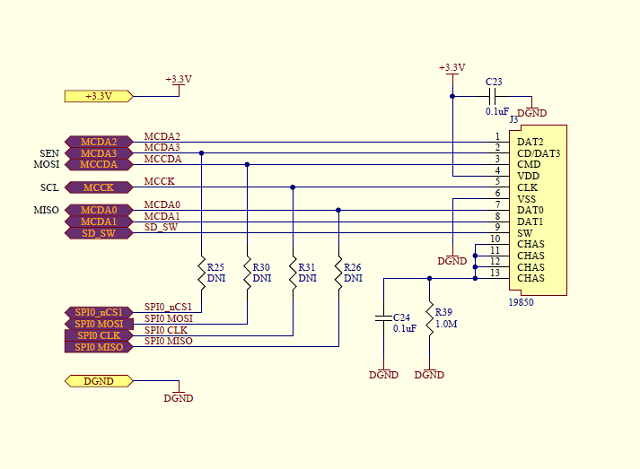 +3.3V
+3.3V
+3.3V
C23
0.1uF
DGND
J3
MCDA2
MCDA2
1
DAT2
SEN
MCDA3
MCDA3
2
CD/DAT3
MOSI
MCCDA
MCCDA
3
CMD
4
VDD
SCL
MCCK
MCCK
5
CLK
6
VSS
MISO
MCDA0
MCDA0
7
DAT0
MCDA1
MCDA1
8
DAT1
SD_SW
SD_SW
9
SW
10
CHAS
11
CHAS
12
CHAS
13
CHAS
DGND
19850
R25
DNI
R30
DNI
R31
DNI
R26
DNI
SPI0_nCS1
SPI0_nCS1
SPI0 MOSI
SPI0 MOSI
SPI0 CLK
SPI0 CLK
SPI0 MISO
SPI0 MISO
C24
0.1uF
R39
1.0M
DGND
DGND
DGND
DGND